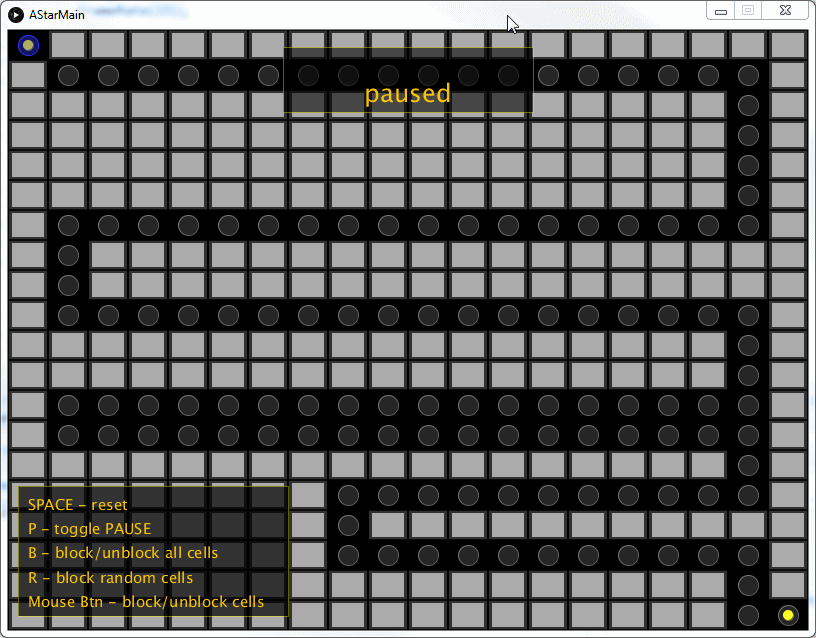 AStarMain
paused
SPACE – reset
P – toggle PAUSE
B – block/unblock all cells
R – block random cells
Mouse Btn – block/unblock cells